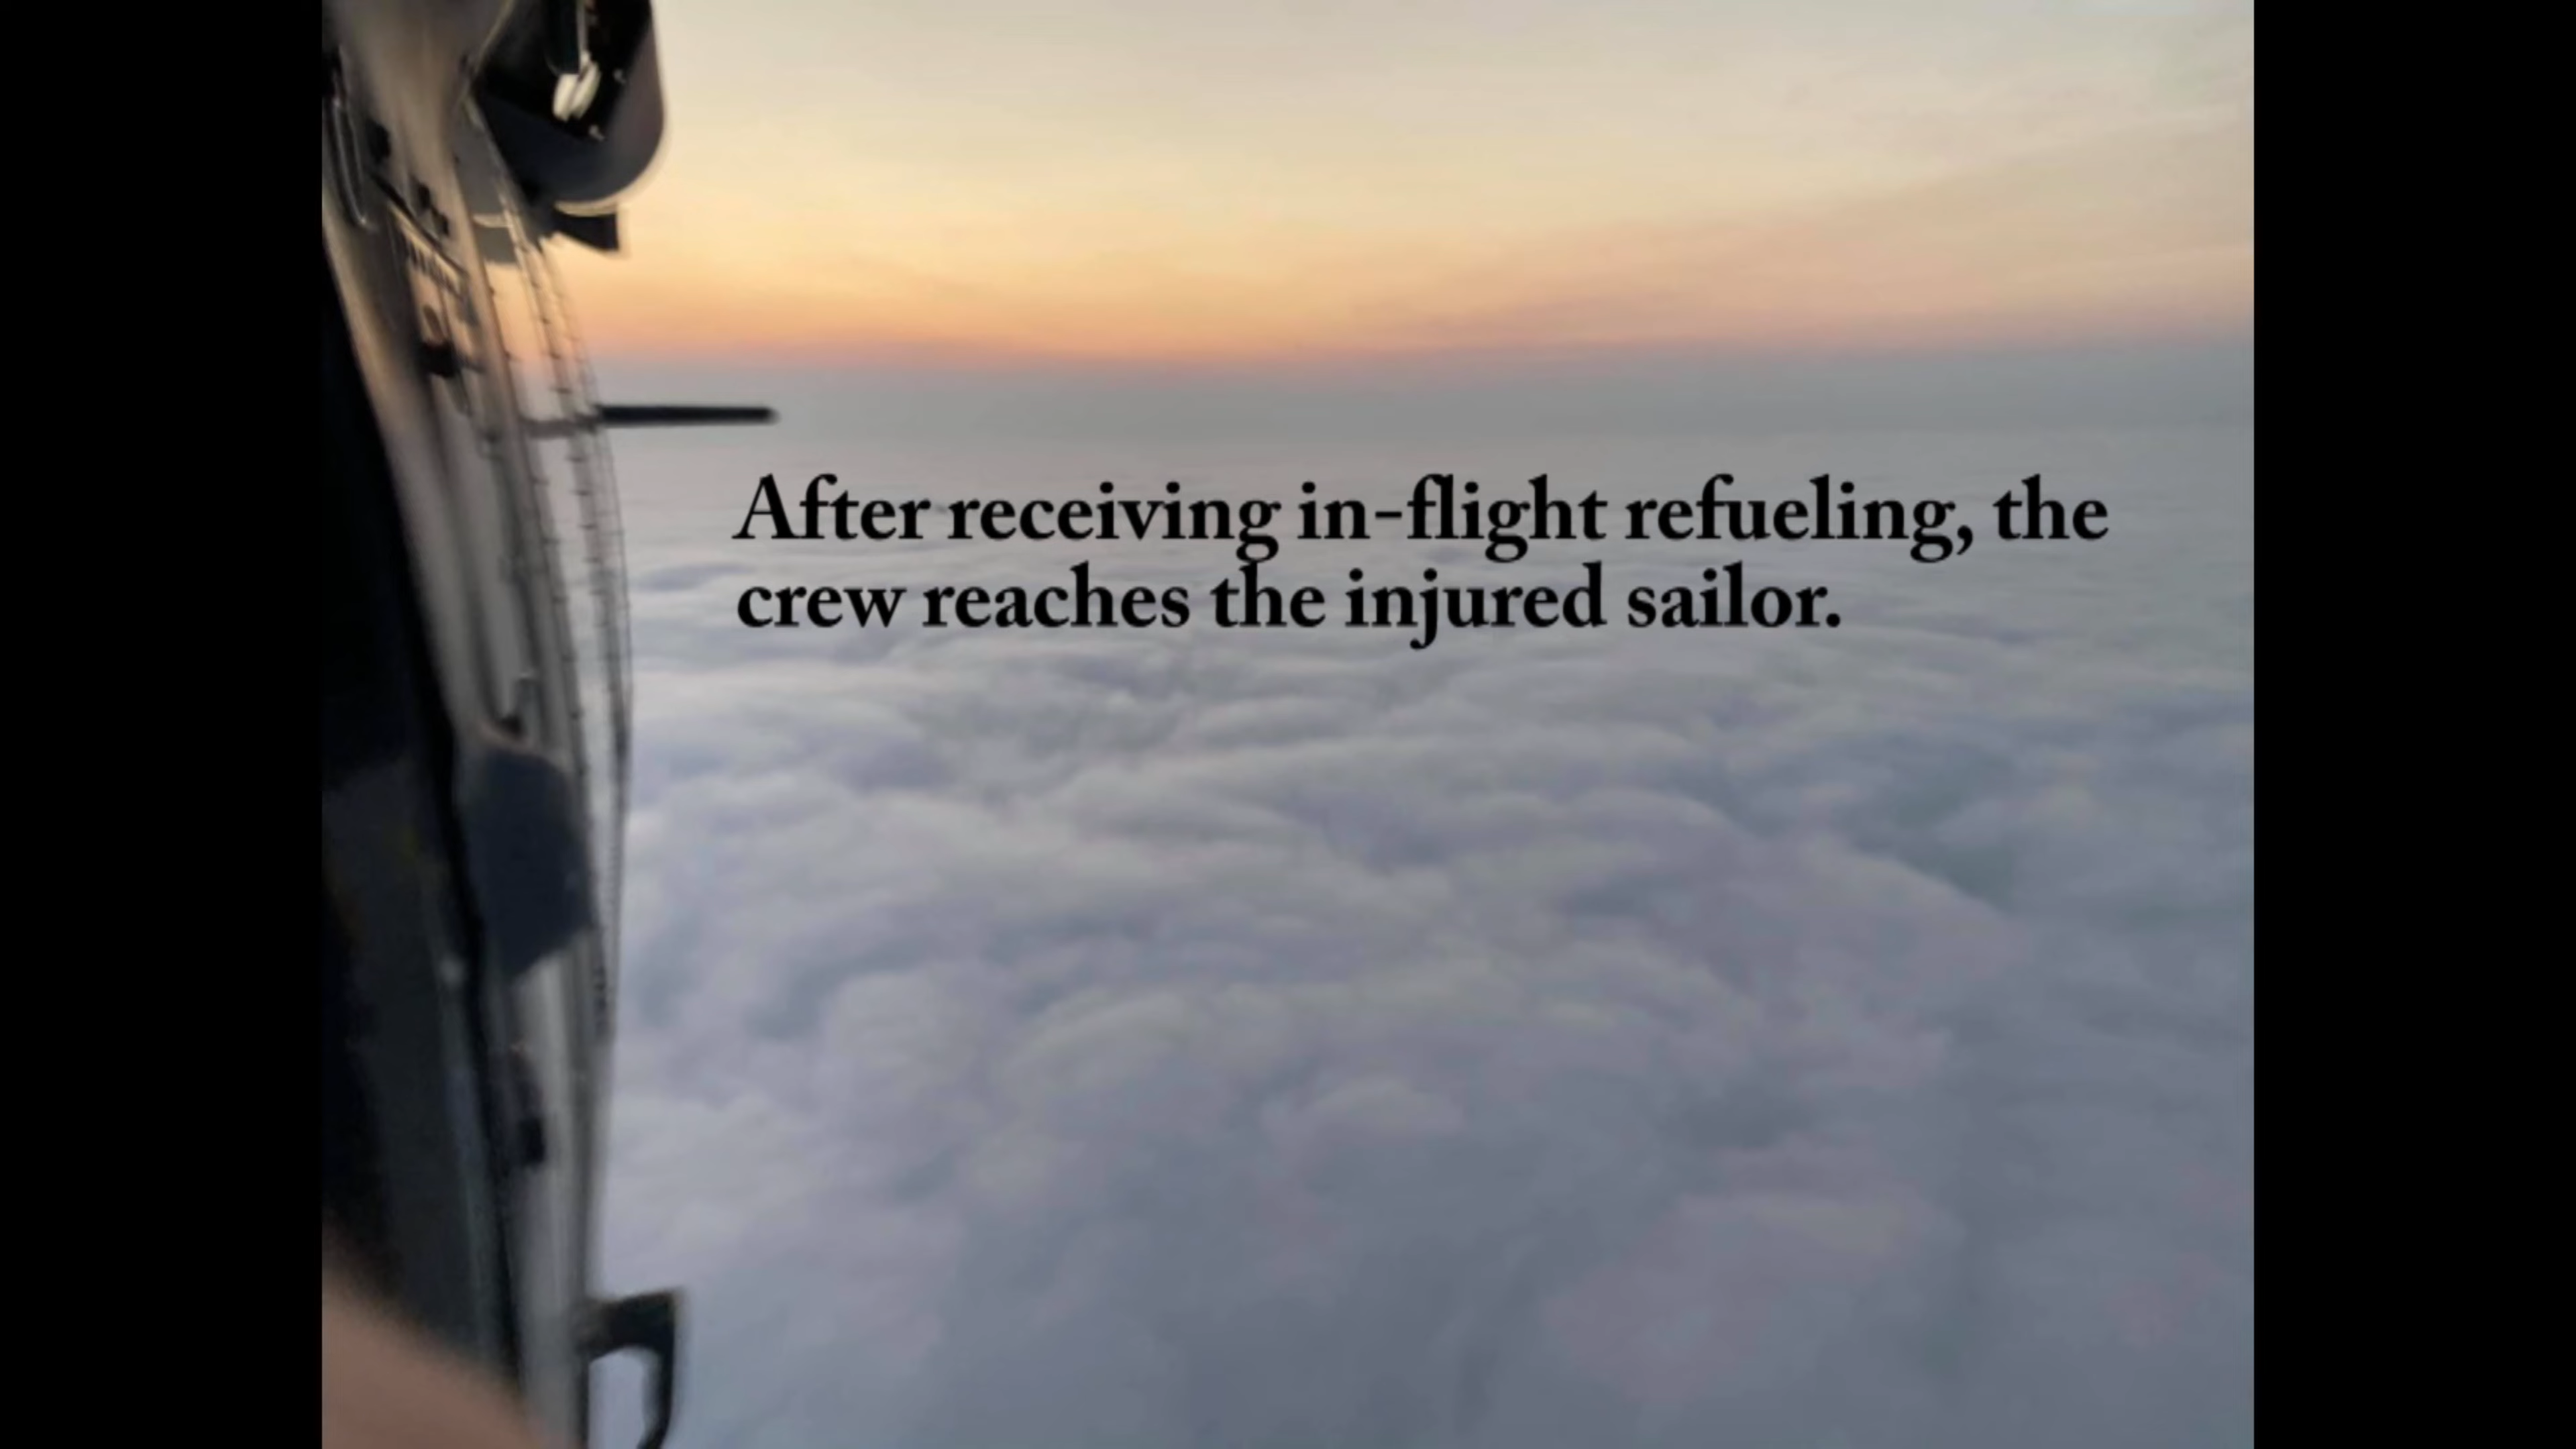 After receiving in-flight refueling, the
crew reaches the injured sailor.